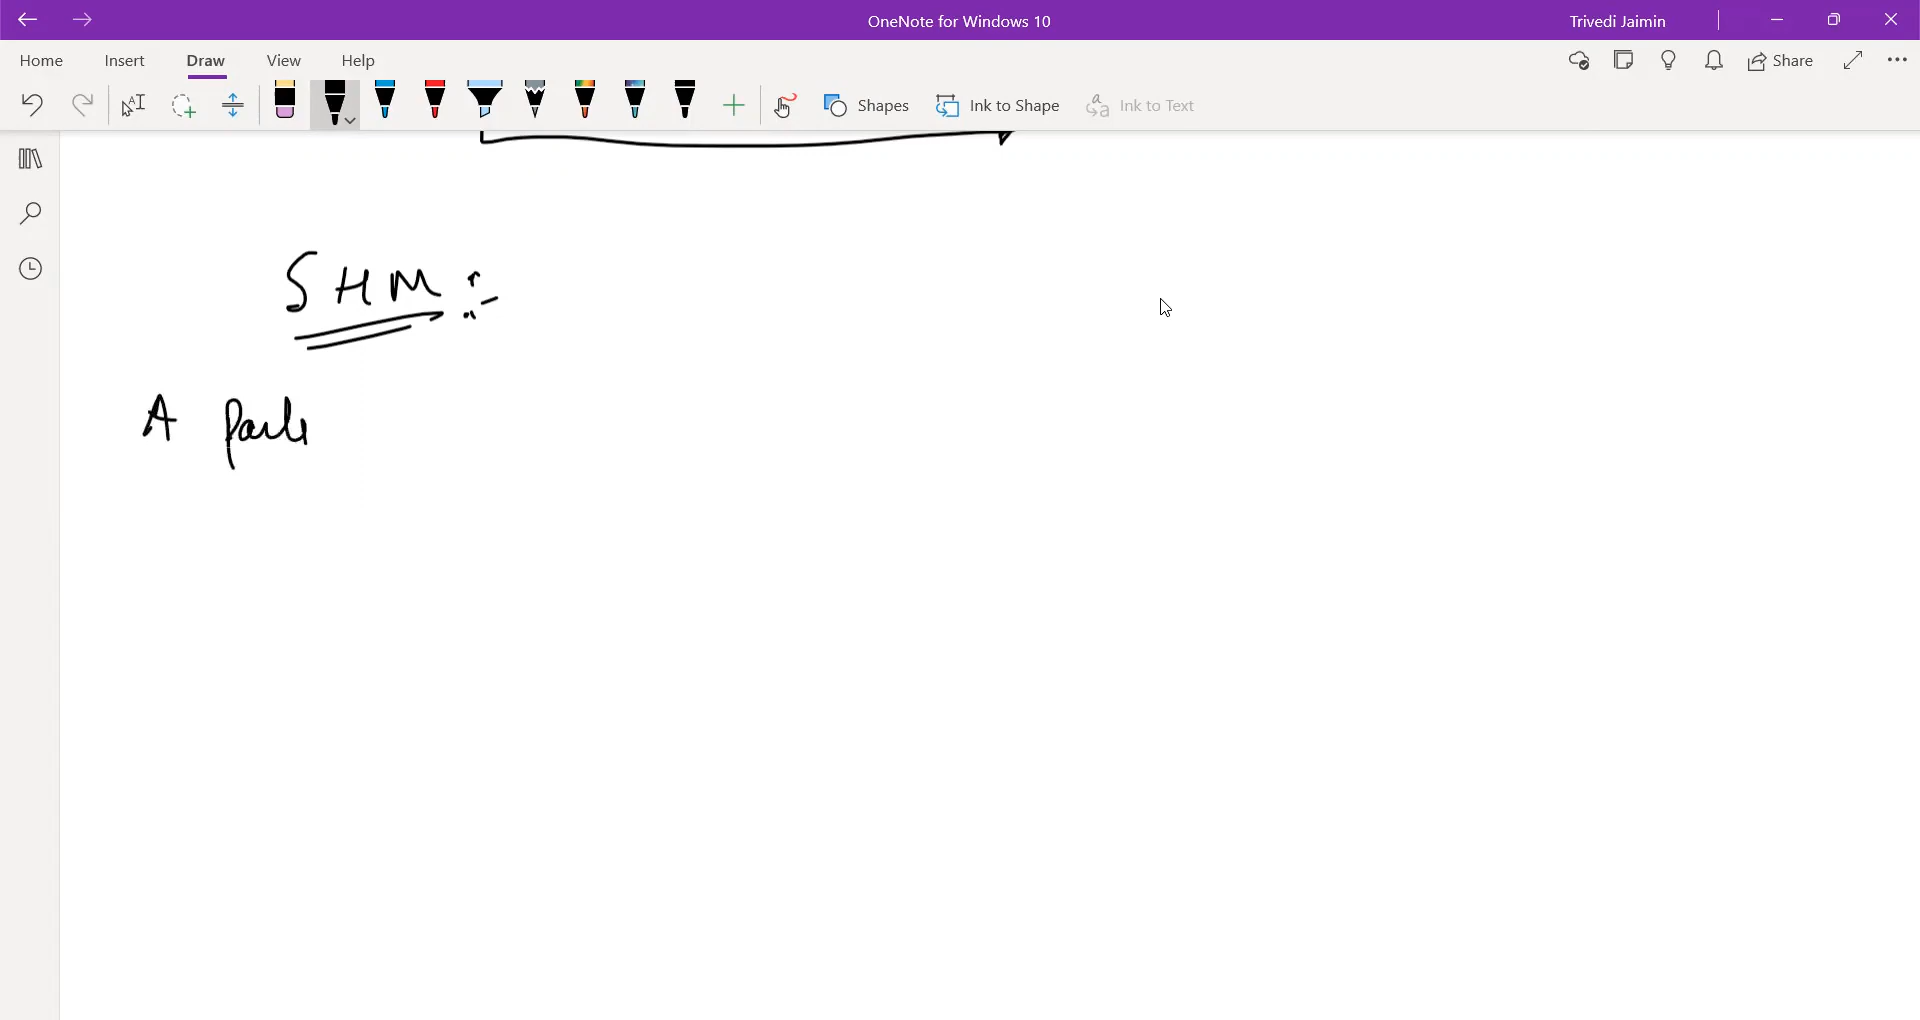 OneNote for Windows 10
Trivedi Jaimin
Home Insert Draw View Help
Share
Shapes Ink to Shape Ink to Text
SHM :-
A Parti